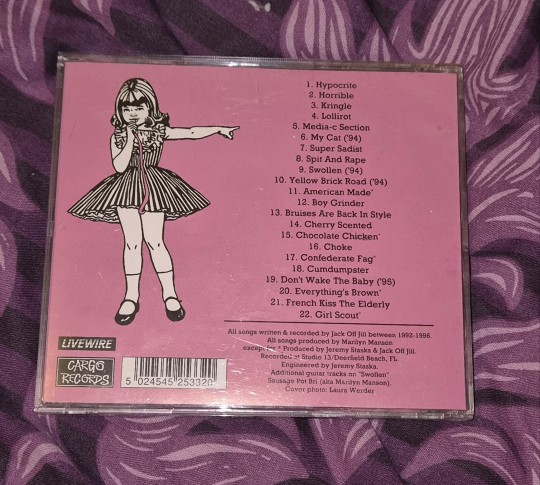 1. Hypocrite
2. Horrible
3. Kringle
4. Lollirot
5. Media-c Section
6. My Cat ('94)
7. Super Sadist
8. Spit And Rape
9. Swollen ('94)
10. Yellow Brick Road ('94)
11. American Made*
12. Boy Grinder
13. Bruises Are Back In Style
14. Cherry Scented
15. Chocolate Chicken*
16. Choke
17. Confederate Fag*
18. Cumdumpster
19. Don't Wake The Baby ('95)
20. Everything's Brown*
21. French Kiss The Elderly
22. Girl Scout*
All songs written & recorded by Jack Off Jill between 1992-1996.
All songs produced by Marilyn Manson
except for * Produced by Jeremy Staska & Jack Off Jill.
Recorded at Studio 13/Deerfield Beach, FL
Engineered by Jeremy Staska.
Additional guitar tracks on "Swollen"
Sausage Pot Bri (aka Marilyn Manson).
Cover photo: Laura Werder
LIVEWIRE
CARGO
RECORDS
5 024545 253320